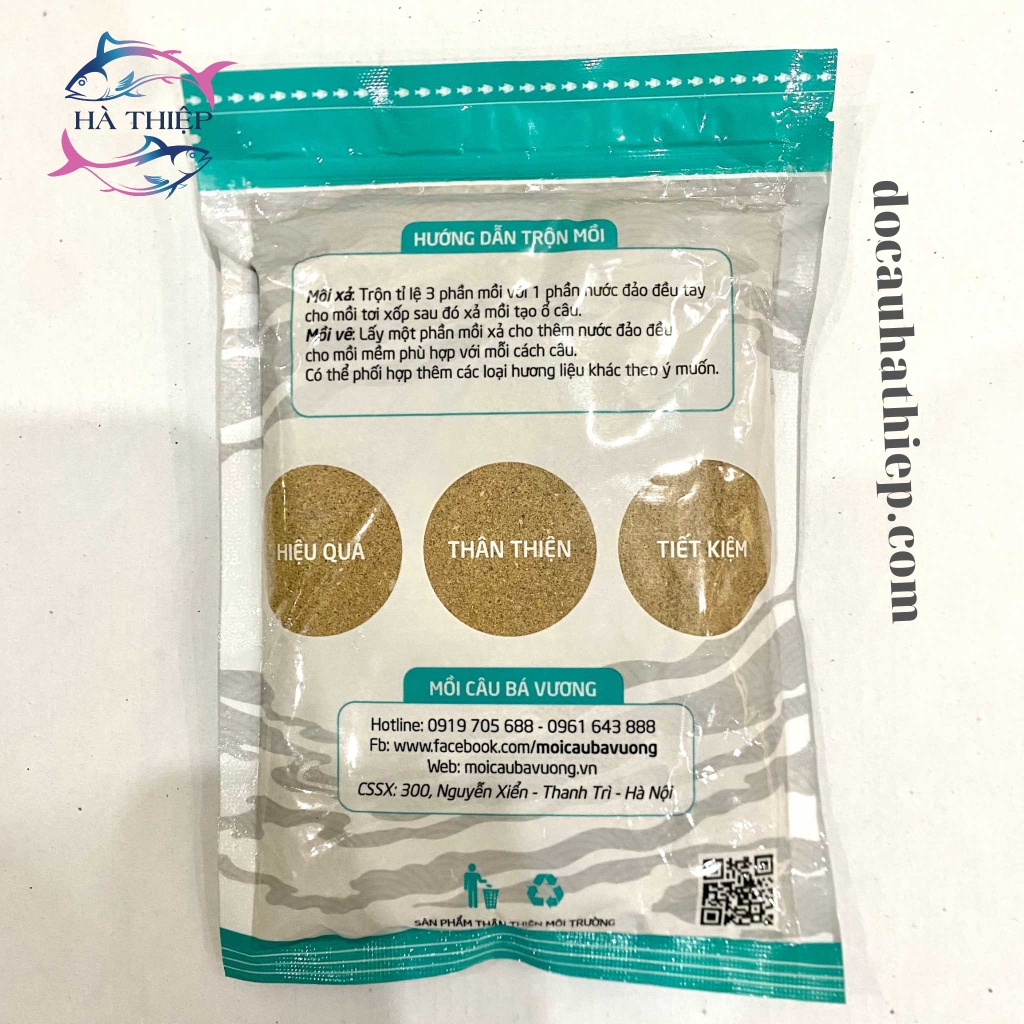 HÀ THIỆP
HƯỚNG DẪN TRỘN MỒI
Mồi xả: Trộn tỉ lệ 3 phần mồi với 1 phần nước đảo đều tay
cho mồi tơi xốp sau đó xả mồi tạo ổ câu.
Mồi vê: Lấy một phần mồi xả cho thêm nước đảo đều
cho mồi mềm phù hợp với mỗi cách câu.
Có thể phối hợp thêm các loại hương liệu khác theo ý muốn.
HIỆU QUẢ
THÂN THIỆN
TIẾT KIỆM
MỒI CÂU BÁ VƯƠNG
Hotline: 0919 705 688 - 0961 643 888
Fb: www.facebook.com/moicaubavuong
Web: moicaubavuong.vn
CSSX: 300, Nguyễn Xiển - Thanh Trì - Hà Nội
SẢN PHẨM THÂN THIỆN MÔI TRƯỜNG
docauhathiep.com